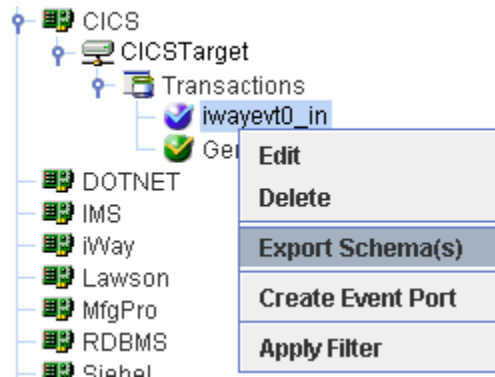 CICS
CICSTarget
Transactions
iwayevt0_in
Edit
Delete
Export Schema(s)
Create Event Port
Apply Filter
DOTNET
IMS
iWay
Lawson
MfgPro
RDBMS
Siebel